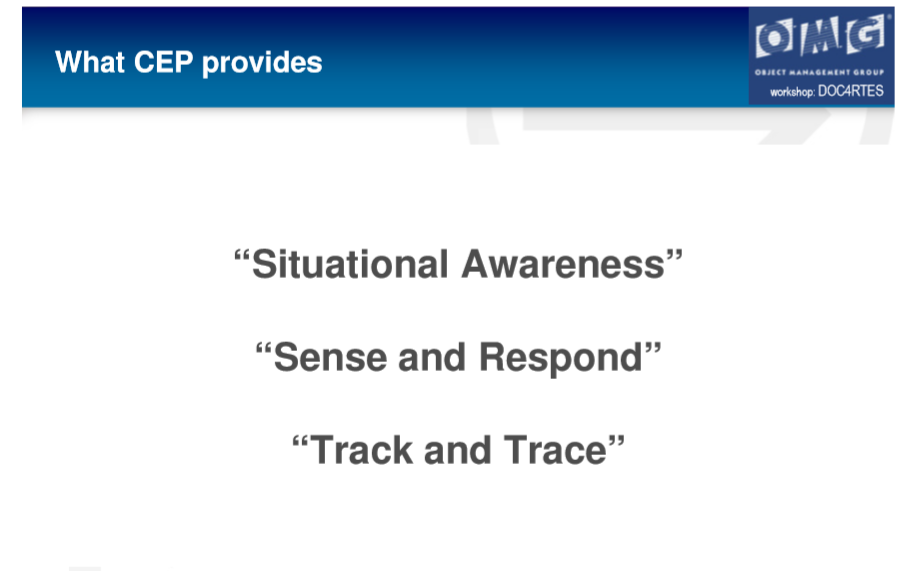 What CEP provides
OMG
OBJECT MANAGEMENT GROUP
workshop: DOC4RTES
“Situational Awareness”
“Sense and Respond”
“Track and Trace”